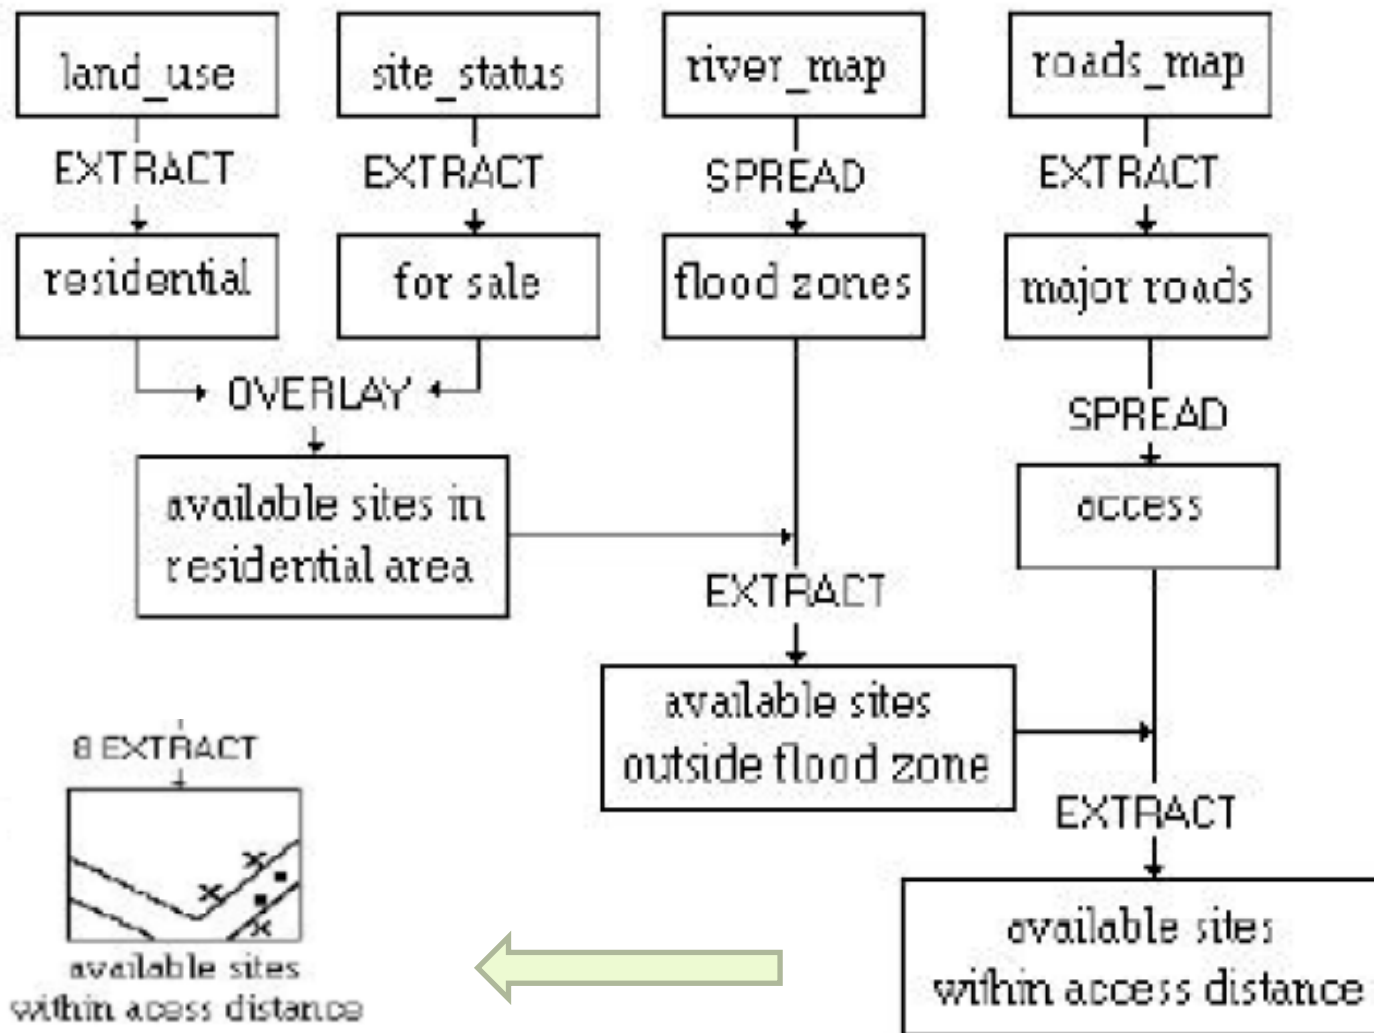 land_use
site_status
river_map
roads_map
EXTRACT
EXTRACT
SPREAD
EXTRACT
residential
for sale
flood zones
major roads
OVERLAY
SPREAD
available sites in
residential area
access
EXTRACT
available sites
outside flood zone
8 EXTRACT
EXTRACT
available sites
within access distance
available sites
within acess distance